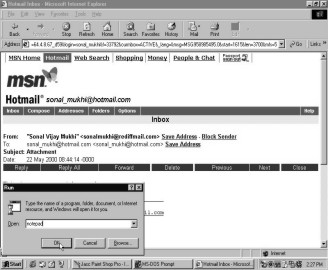 Hotmail Inbox - Microsoft Internet Explorer
File Edit View Favorites Tools Help
Back Stop Refresh Home Search Favorites History Mail Print
Address Go Links
MSN Home Hotmail Web Search Shopping Money People & Chat
msn
Hotmail® sonal_mukhi@hotmail.com
Inbox Compose Addresses Folders Options Help
Inbox
From: "Sonal Vijay Mukhi" <sonalmukhi@rediffmail.com> Save Address - Block Sender
To: sonal_mukhi@hotmail.com <sonal_mukhi@hotmail.com> Save Address
Subject: Attachment
Date: 22 May 2000 08:44:14 -0000
Reply Reply All Forward Delete Previous Next Close
Run
Type the name of a program, folder, document, or Internet
resource, and Windows will open it for you.
Open: notepad
OK Cancel Browse...
Internet
Start Jasc Paint Shop Pro MS-DOS Prompt Hotmail Inbox - Microsof... 2:27 PM